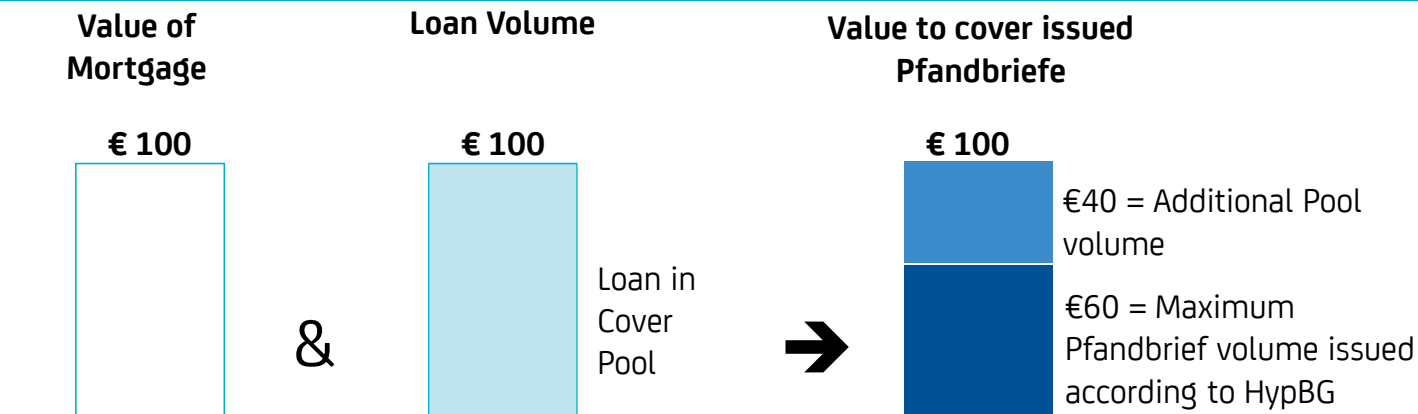 Value of
Mortgage
Loan Volume
Value to cover issued
Pfandbriefe
€ 100
€ 100
€ 100
€40 = Additional Pool
volume
Loan in
Cover
Pool
&
➔
€60 = Maximum
Pfandbrief volume issued
according to HypBG